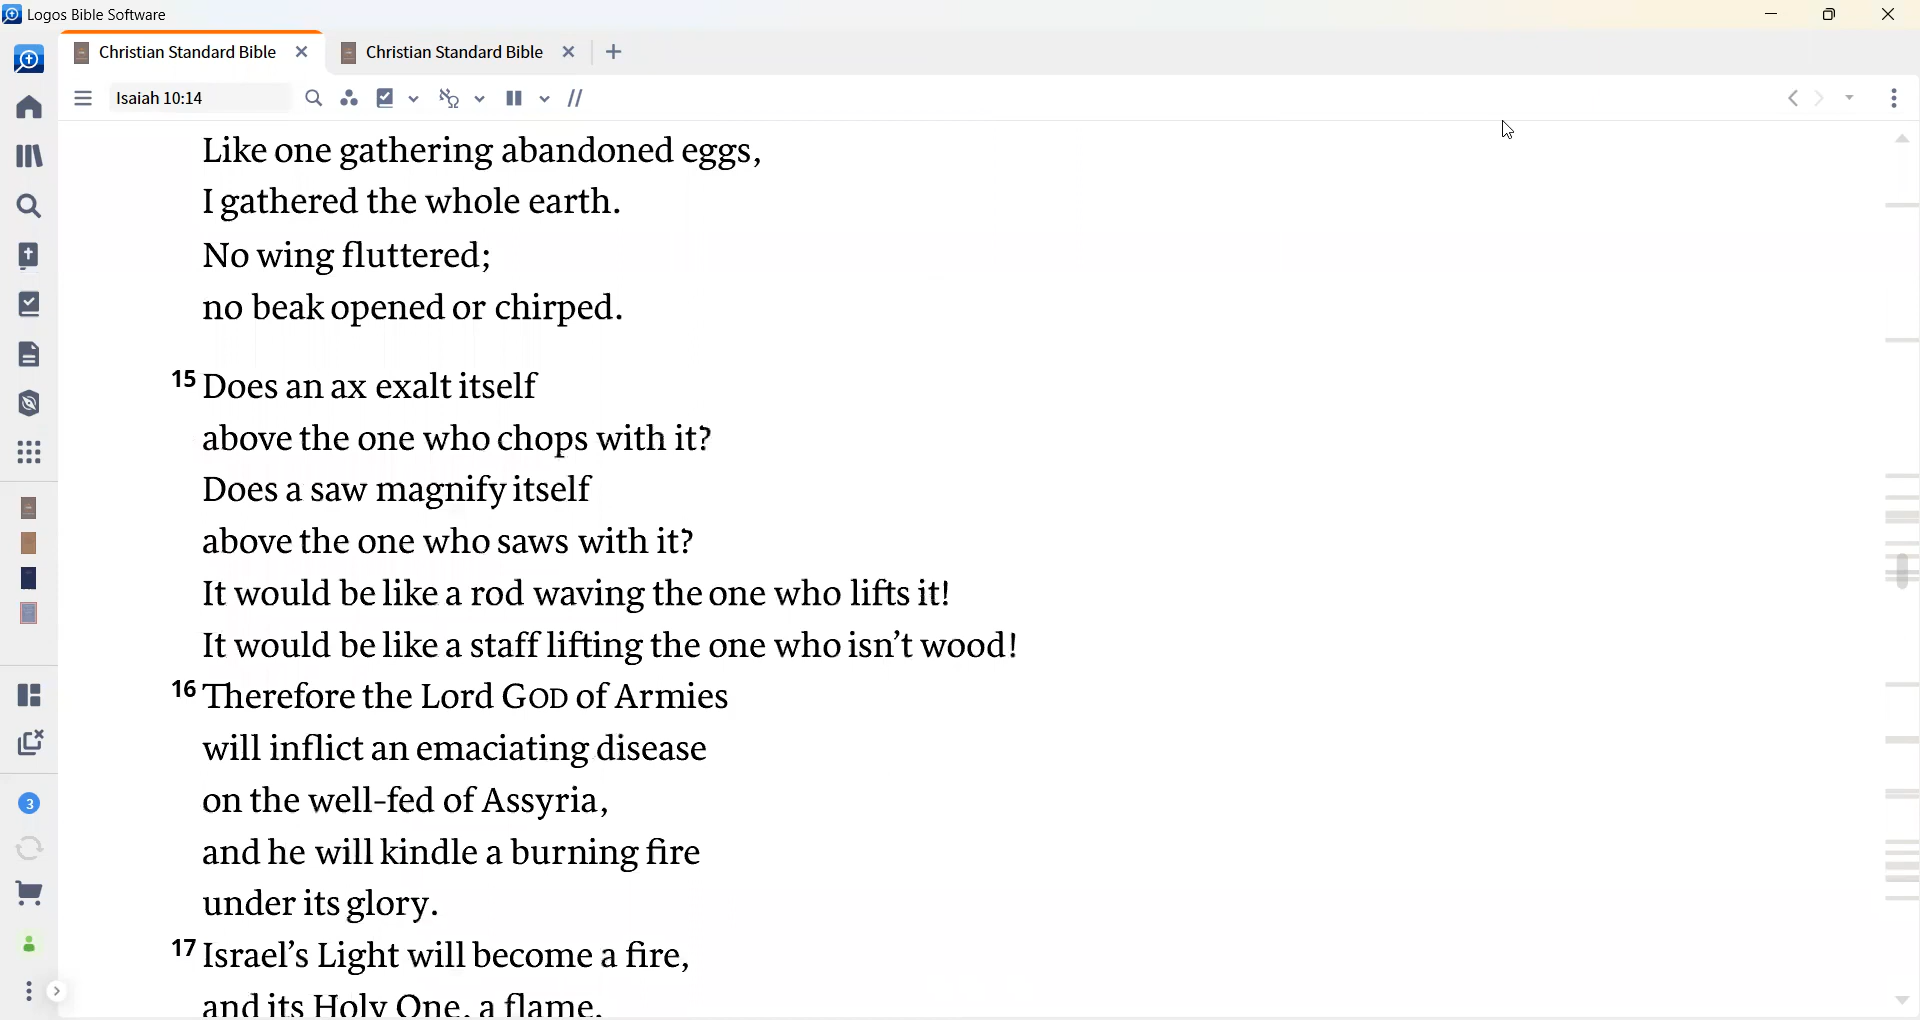 Logos Bible Software
Christian Standard Bible
Christian Standard Bible
Isaiah 10:14
Like one gathering abandoned eggs,
I gathered the whole earth.
No wing fluttered;
no beak opened or chirped.
15 Does an ax exalt itself
above the one who chops with it?
Does a saw magnify itself
above the one who saws with it?
It would be like a rod waving the one who lifts it!
It would be like a staff lifting the one who isn’t wood!
16 Therefore the Lord GOD of Armies
will inflict an emaciating disease
on the well-fed of Assyria,
and he will kindle a burning fire
under its glory.
17 Israel’s Light will become a fire,
and its Holy One, a flame.
3